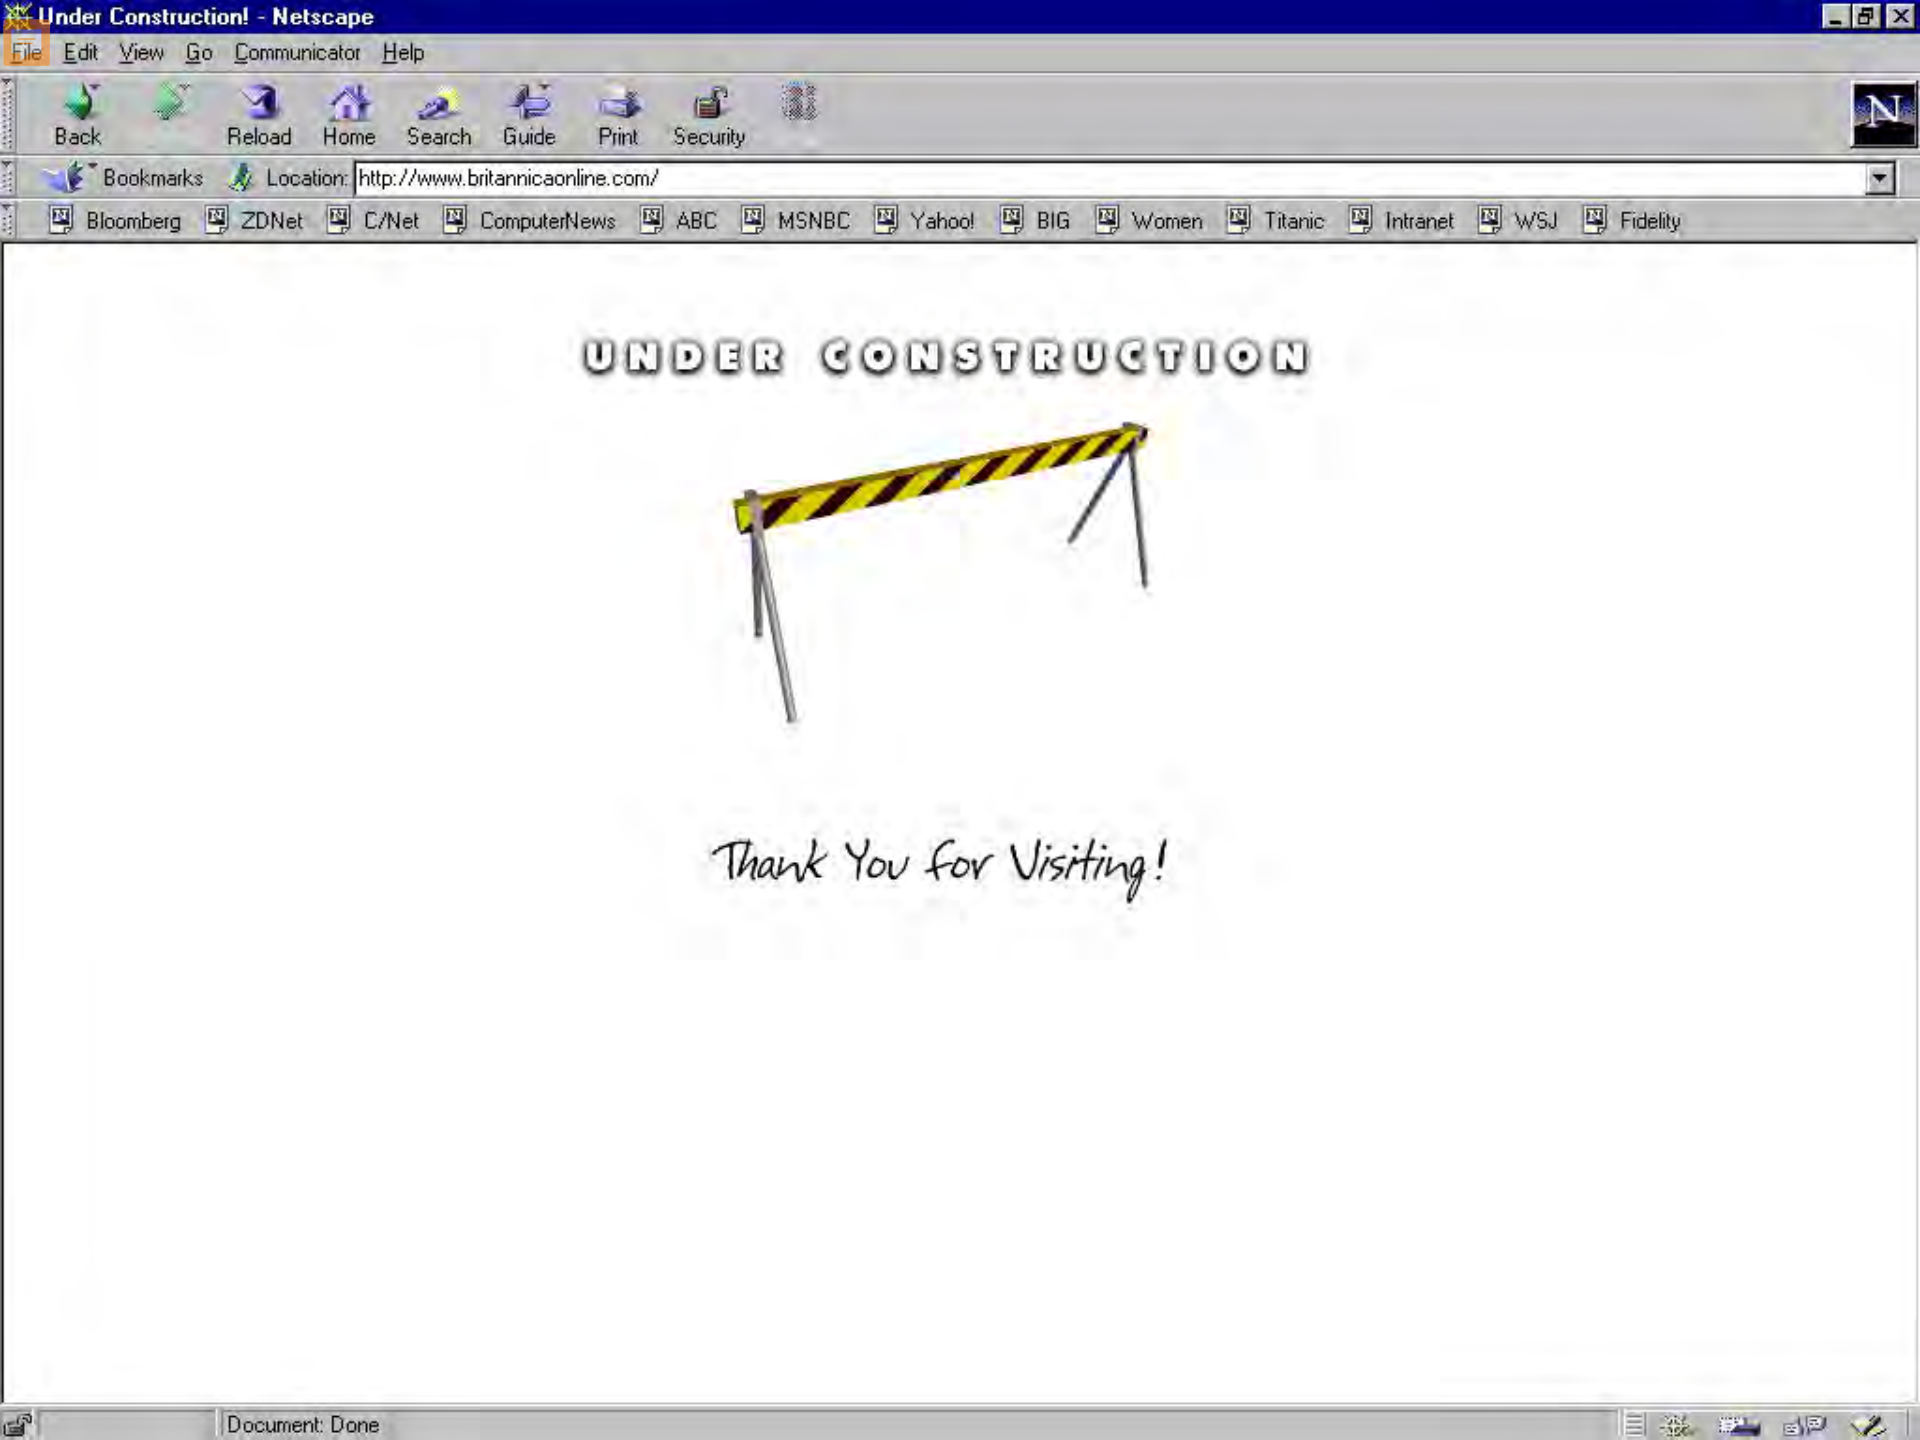 Under Construction! - Netscape
File Edit View Go Communicator Help
Back Reload Home Search Guide Print Security
N
Bookmarks Location: http://www.britannicaonline.com/
Bloomberg ZDNet C/Net ComputerNews ABC MSNBC Yahoo! BIG Women Titanic Intranet WSJ Fidelity
UNDER CONSTRUCTION
Thank You for Visiting!
Document: Done